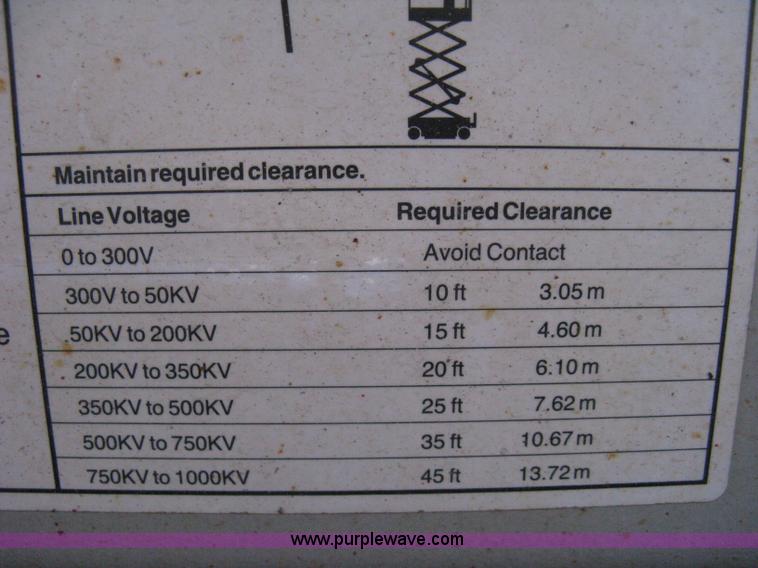 Maintain required clearance.
Line Voltage Required Clearance
0 to 300V Avoid Contact
300V to 50KV 10 ft 3.05 m
50KV to 200KV 15 ft 4.60 m
200KV to 350KV 20 ft 6.10 m
350KV to 500KV 25 ft 7.62 m
500KV to 750KV 35 ft 10.67 m
750KV to 1000KV 45 ft 13.72 m
e
www.purplewave.com